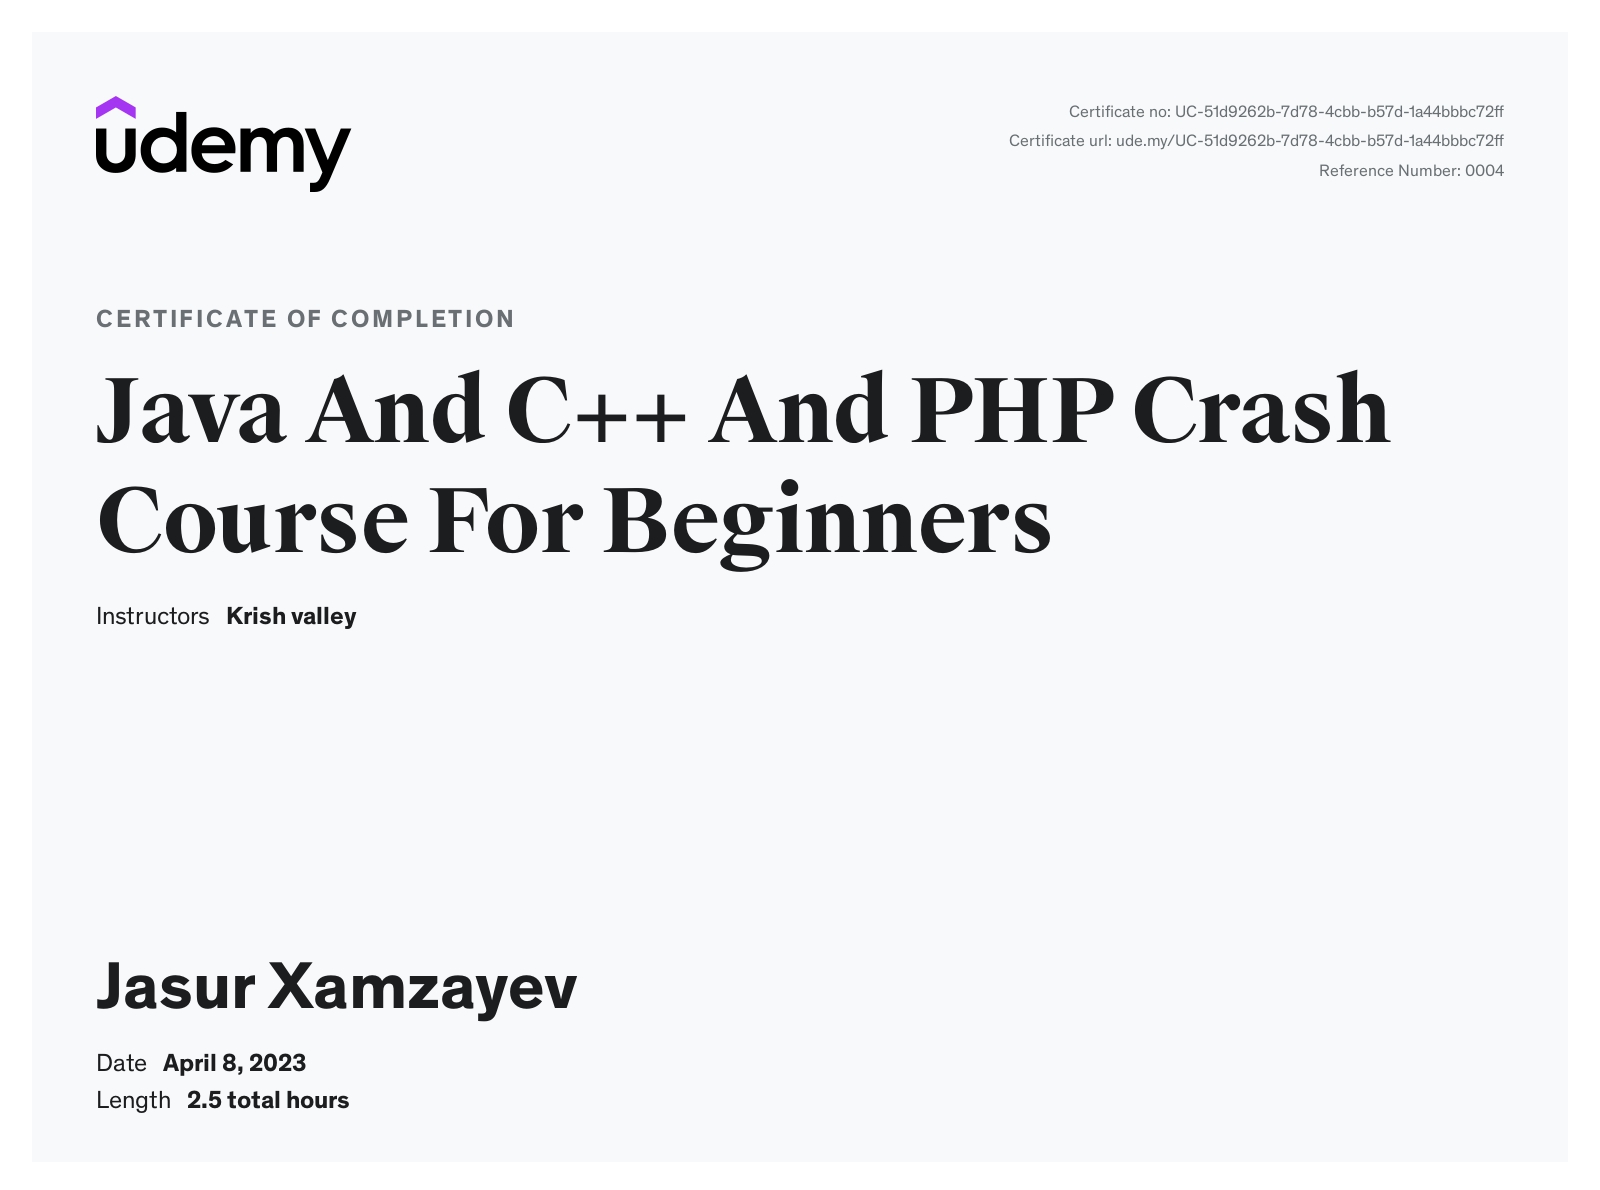 udemy
Certificate no: UC-51d9262b-7d78-4cbb-b57d-1a44bbbc72ff
Certificate url: ude.my/UC-51d9262b-7d78-4cbb-b57d-1a44bbbc72ff
Reference Number: 0004
CERTIFICATE OF COMPLETION
Java And C++ And PHP Crash
Course For Beginners
Instructors Krish valley
Jasur Xamzayev
Date April 8, 2023
Length 2.5 total hours